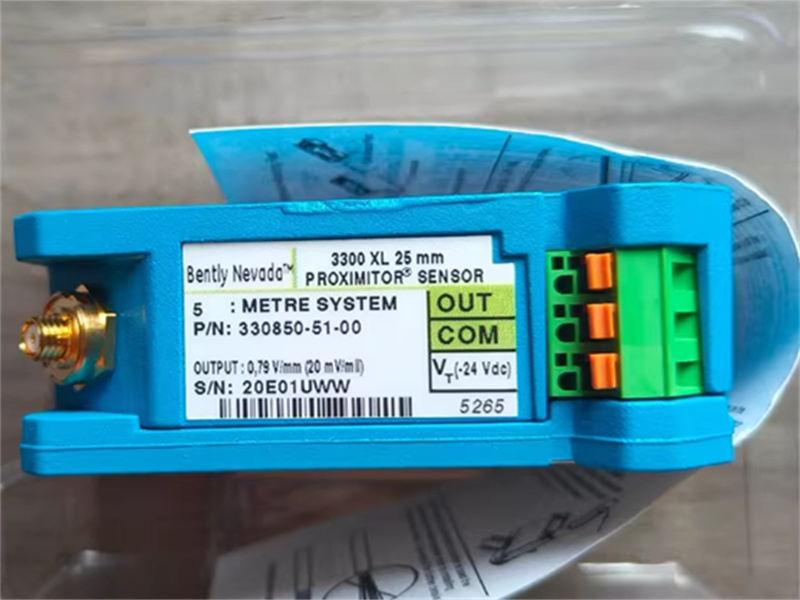 Bently Nevada™
3300 XL 25 mm
PROXIMITOR® SENSOR
5 : METRE SYSTEM
P/N: 330850-51-00
OUTPUT : 0,79 V/mm (20 mV/mil)
S/N: 20E01UWW
OUT
COM
VT (-24 Vdc)
5265